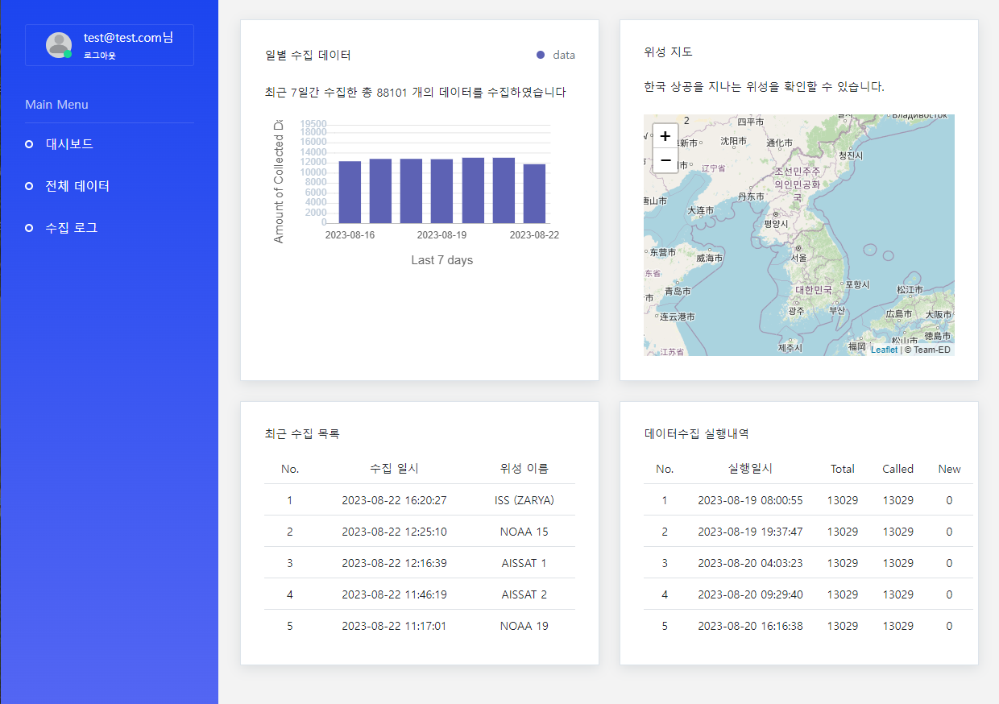 test@test.com님
로그아웃
Main Menu
대시보드
전체 데이터
수집 로그
일별 수집 데이터
data
최근 7일간 수집한 총 88101 개의 데이터를 수집하였습니다
Amount of Collected
19500
18000
16000
14000
12000
10000
8000
6000
4000
2000
0
2023-08-16 2023-08-19 2023-08-22
Last 7 days
위성 지도
한국 상공을 지나는 위성을 확인할 수 있습니다.
+
−
2
四平市
Владивосток
沈阳市
通化市
청진시
辽宁省
조선민주주
의인민공화
국
丹东市
唐山市
大连市
평양시
东营市
威海市
서울
青岛市
대한민국
포항시
松江市
连云港市
광주
부산
広島市
大阪市
徳島市
松山市
江苏省
제주시
福岡
Leaflet | © Team-ED
최근 수집 목록
No. 수집 일시 위성 이름
1 2023-08-22 16:20:27 ISS (ZARYA)
2 2023-08-22 12:25:10 NOAA 15
3 2023-08-22 12:16:39 AISSAT 1
4 2023-08-22 11:46:19 AISSAT 2
5 2023-08-22 11:17:01 NOAA 19
데이터수집 실행내역
No. 실행일시 Total Called New
1 2023-08-19 08:00:55 13029 13029 0
2 2023-08-19 19:37:47 13029 13029 0
3 2023-08-20 04:03:23 13029 13029 0
4 2023-08-20 09:29:40 13029 13029 0
5 2023-08-20 16:16:38 13029 13029 0